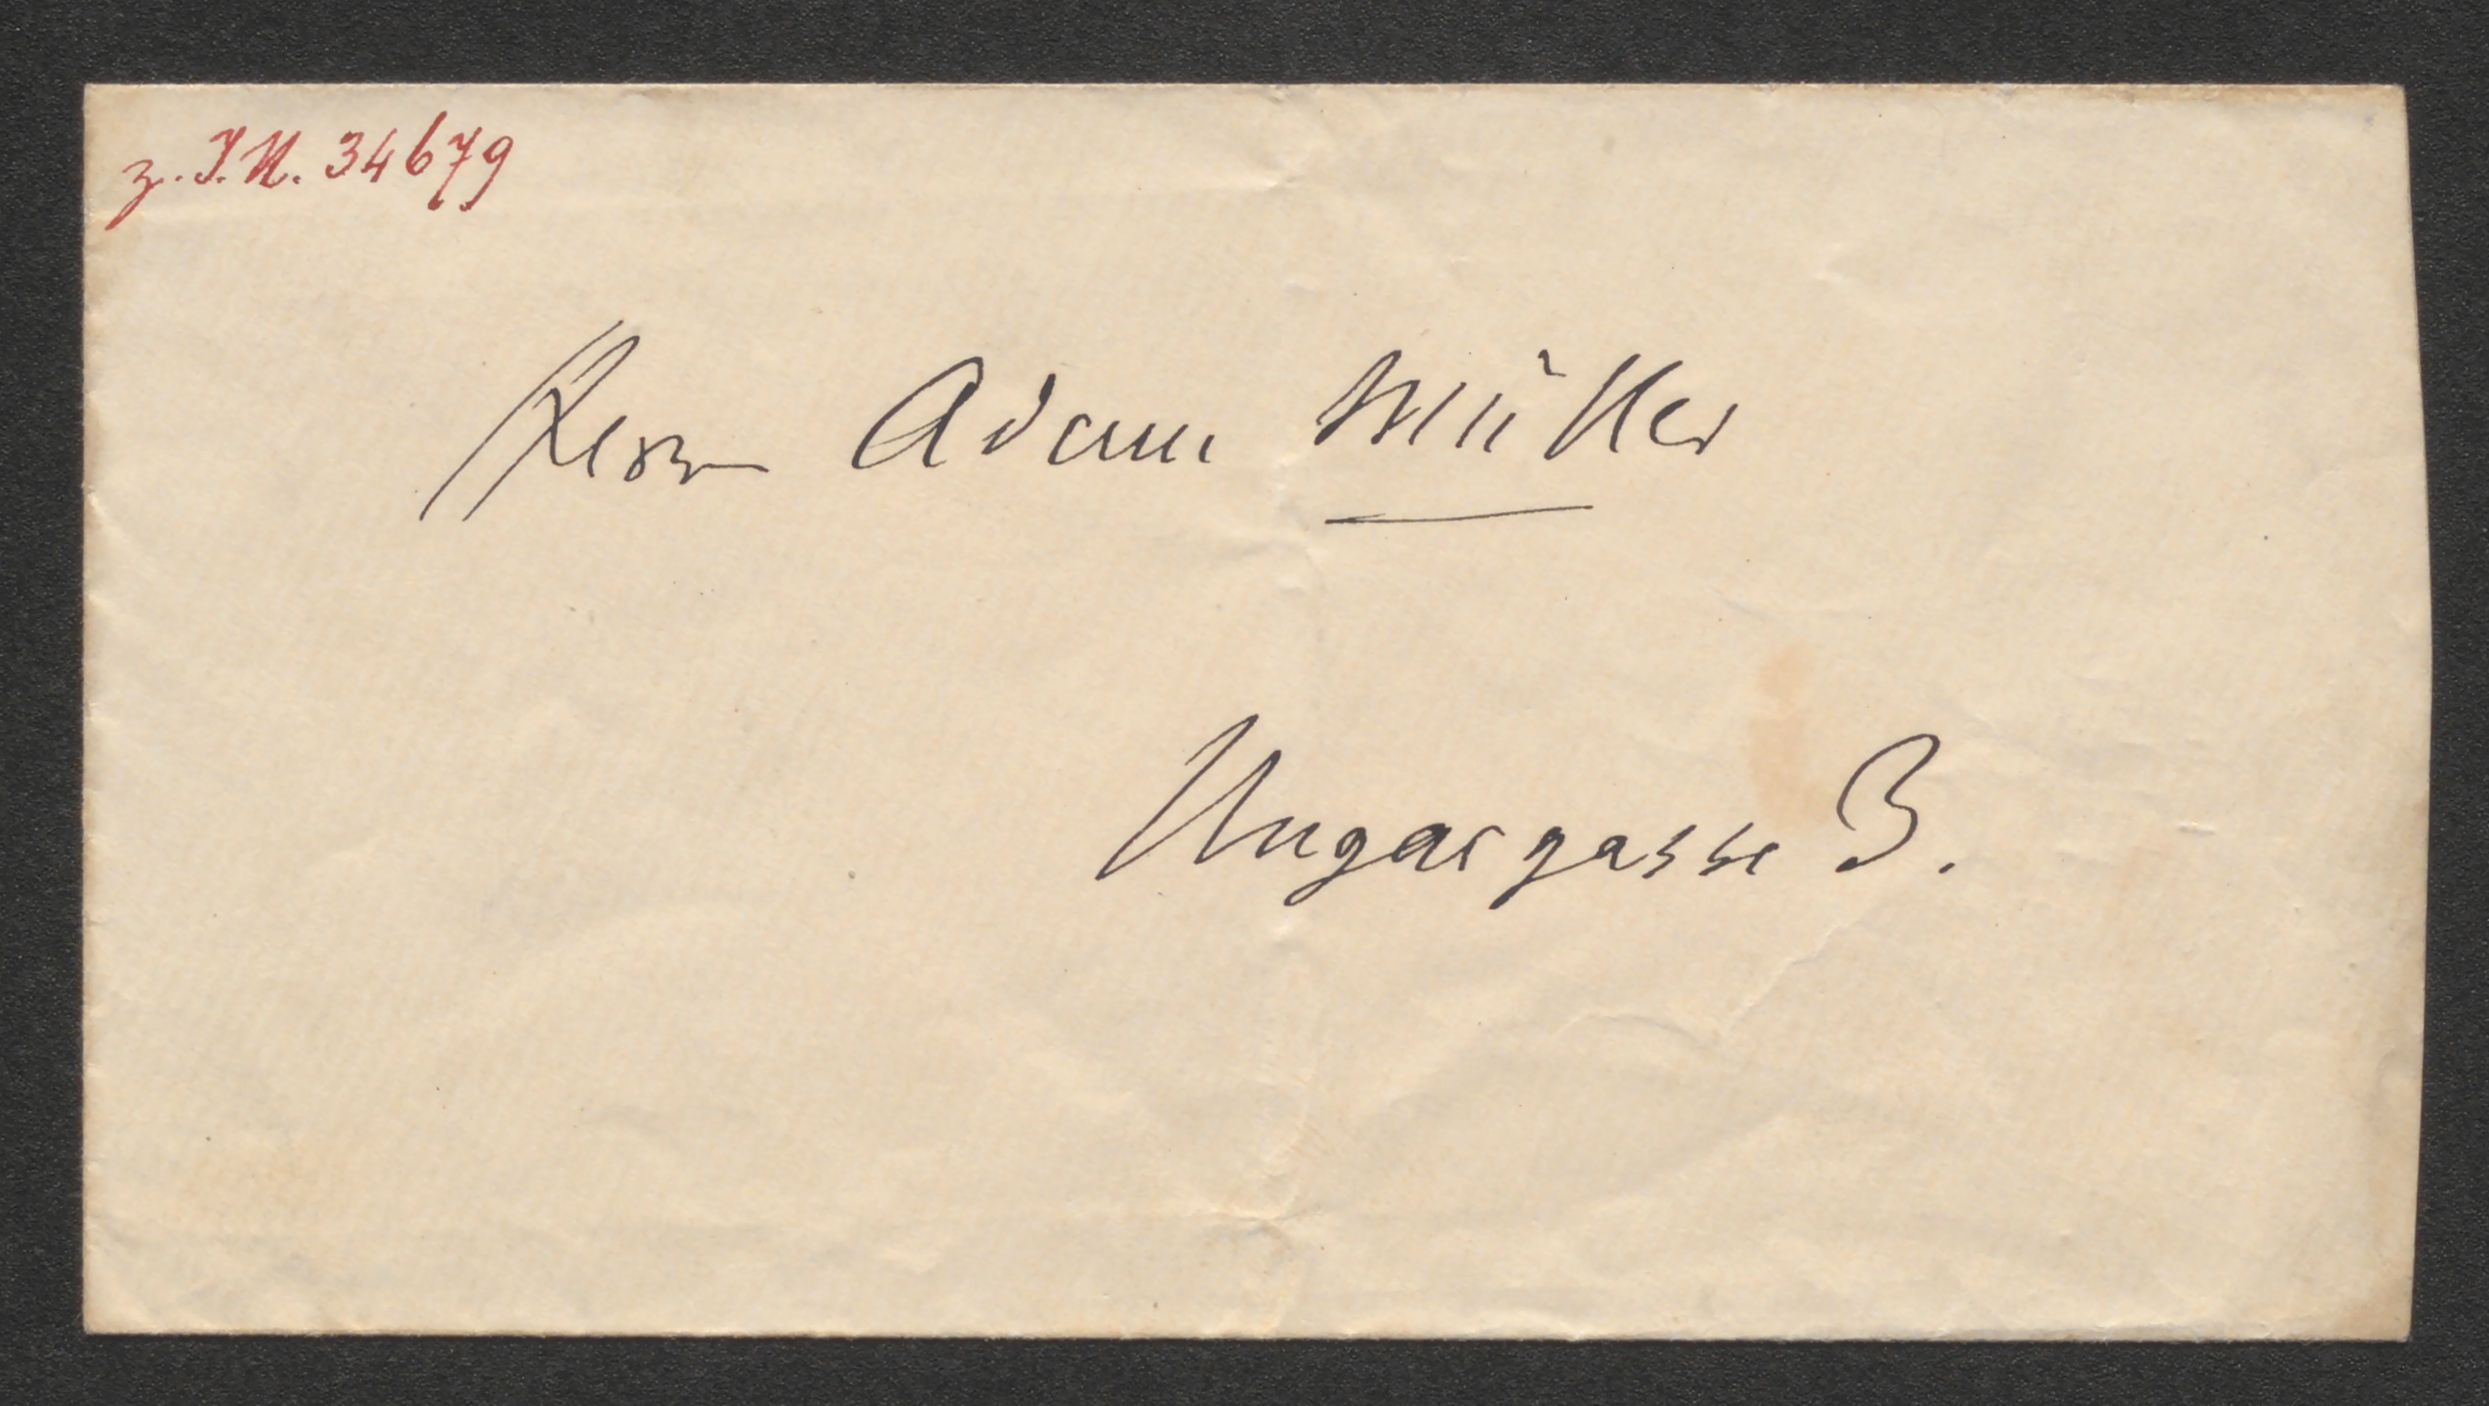 z. I.N. 34679
Herrn Adam Müller
Ungargasse 3.